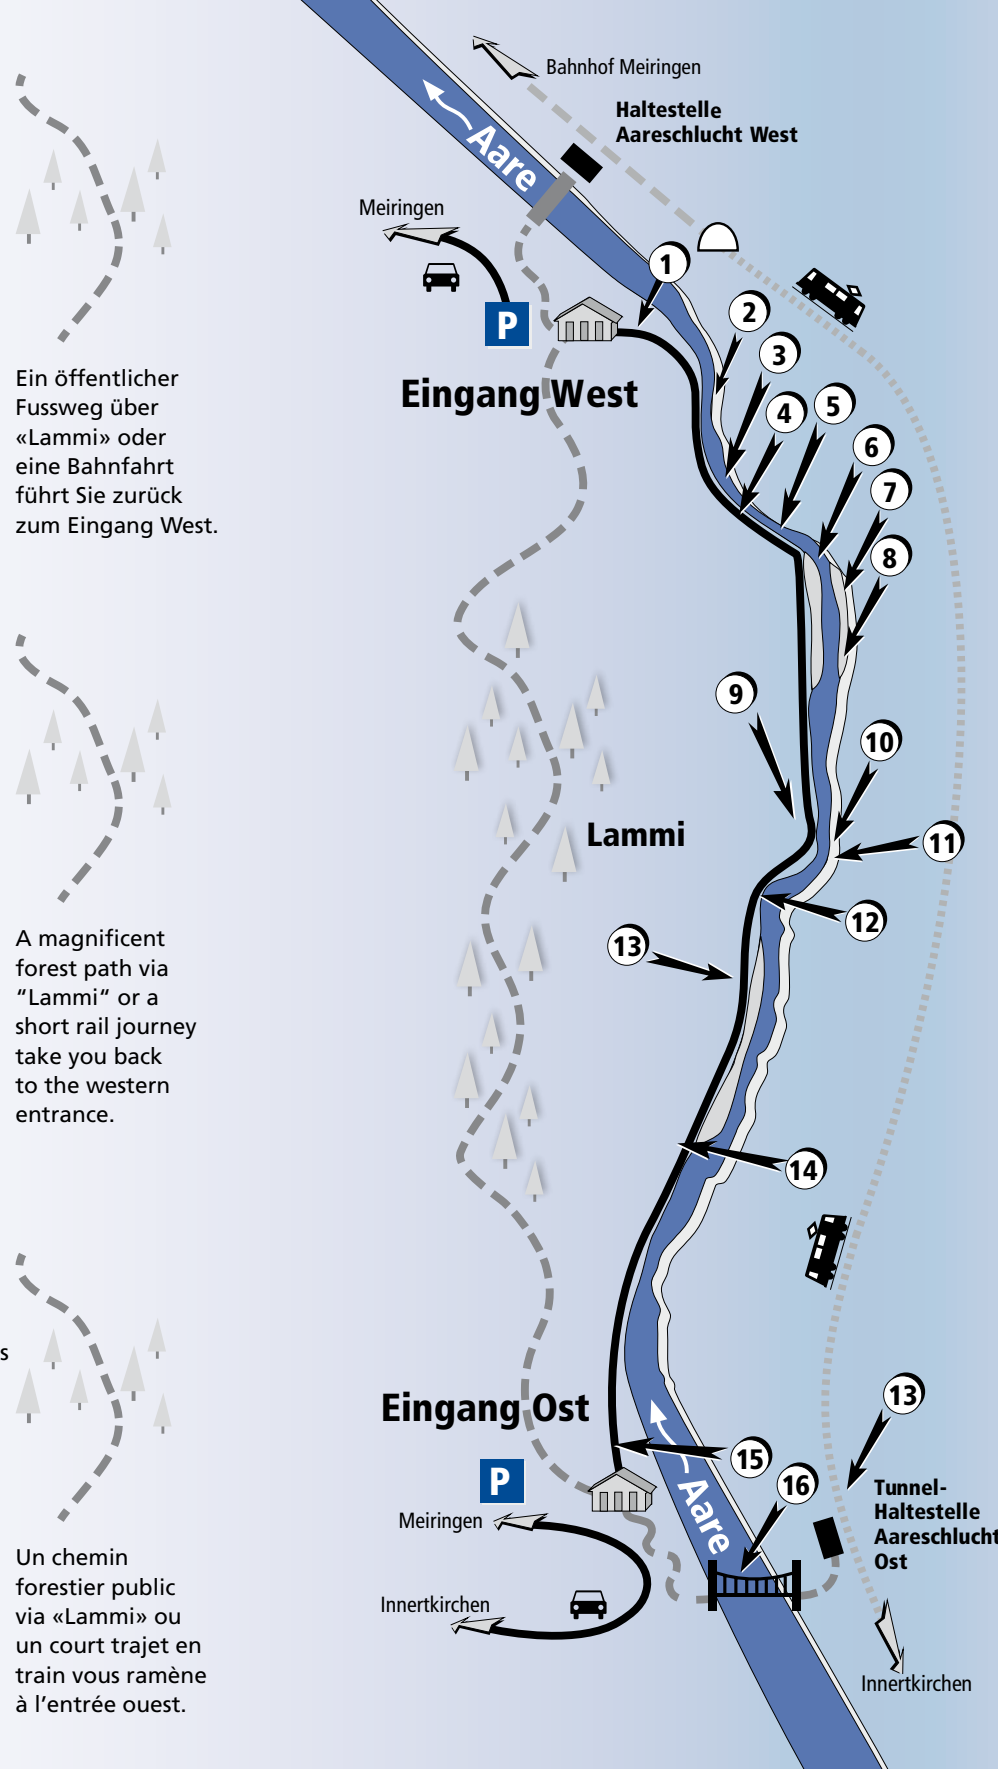 Bahnhof Meiringen
Haltestelle
Aareschlucht West
Aare
Meiringen
P
Eingang West
1
2
3
4
5
6
7
8
9
10
11
12
13
14
Lammi
Ein öffentlicher
Fussweg über
«Lammi» oder
eine Bahnfahrt
führt Sie zurück
zum Eingang West.
A magnificent
forest path via
“Lammi“ or a
short rail journey
take you back
to the western
entrance.
s
Un chemin
forestier public
via «Lammi» ou
un court trajet en
train vous ramène
à l’entrée ouest.
Eingang Ost
P
Meiringen
Innertkirchen
15
16
Aare
13
Tunnel-
Haltestelle
Aareschlucht
Ost
Innertkirchen